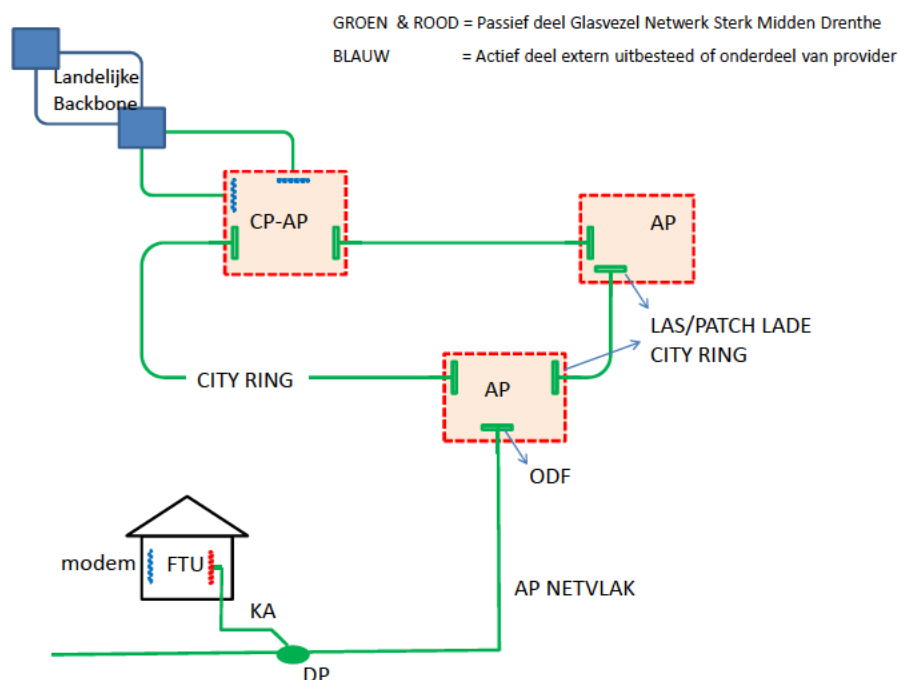 GROEN & ROOD = Passief deel Glasvezel Netwerk Sterk Midden Drenthe
BLAUW = Actief deel extern uitbesteed of onderdeel van provider
Landelijke
Backbone
CP-AP
AP
LAS/PATCH LADE
CITY RING
CITY RING
AP
ODF
modem
FTU
AP NETVLAK
KA
DP